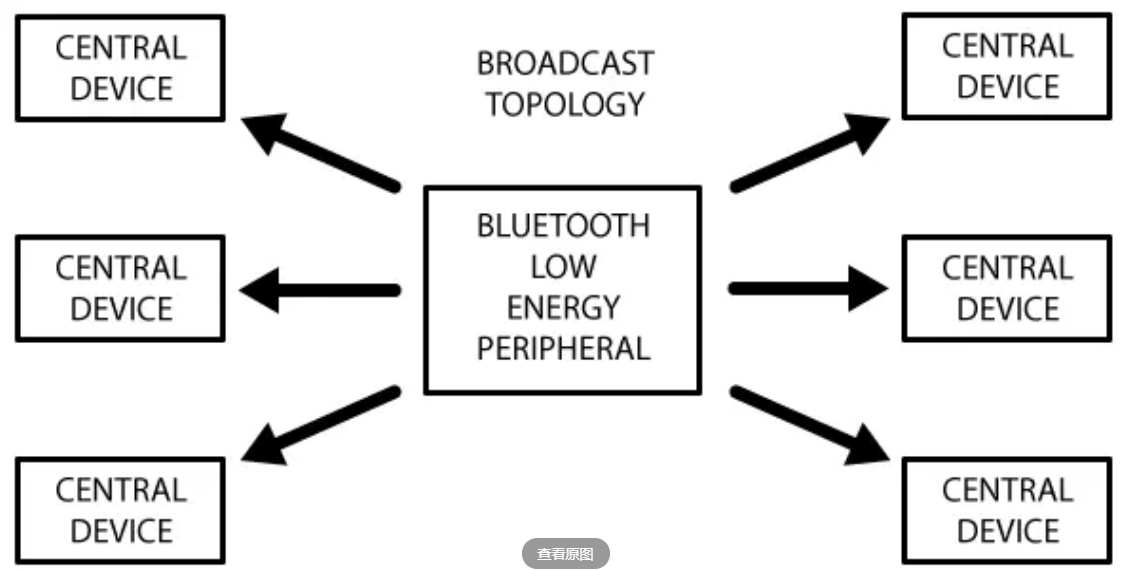 CENTRAL
DEVICE
BROADCAST
TOPOLOGY
CENTRAL
DEVICE
CENTRAL
DEVICE
BLUETOOTH
LOW
ENERGY
PERIPHERAL
CENTRAL
DEVICE
CENTRAL
DEVICE
CENTRAL
DEVICE
查看原图